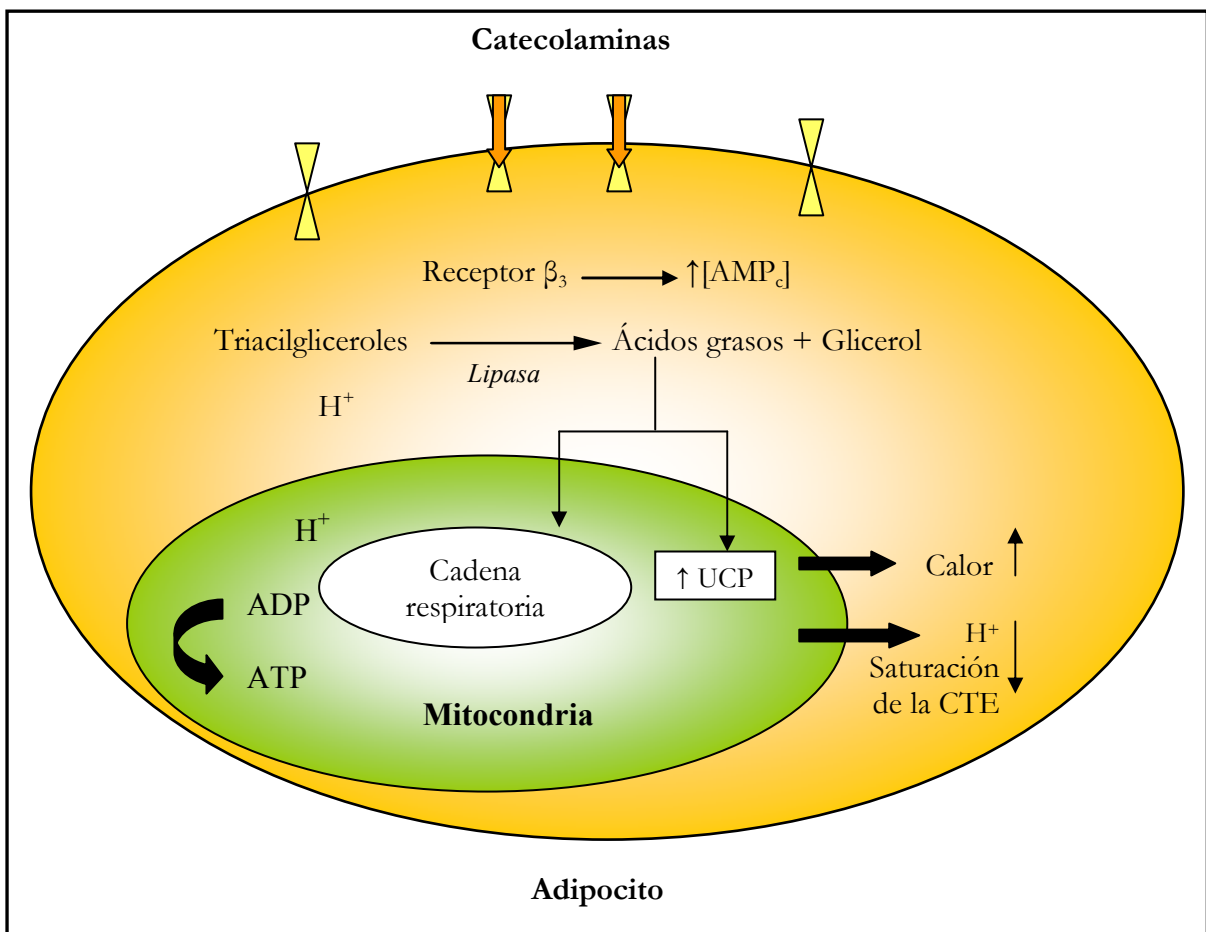 Catecolaminas
Receptor β₃ ↑[AMPc]
Triacilgliceroles Ácidos grasos + Glicerol
Lipasa
H⁺
H⁺
Cadena
respiratoria
↑ UCP
Calor
ADP
ATP
H⁺
Saturación
de la CTE
Mitocondria
Adipocito